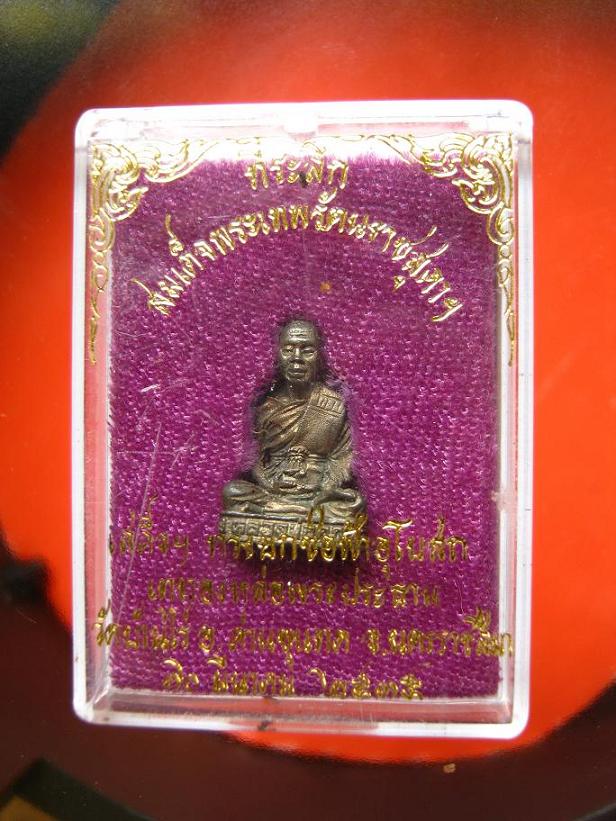 ที่ระลึก
สมเด็จพระเทพรัตนราชสุดาฯ
เสด็จฯ ทรงยกช่อฟ้าอุโบสถ
เททองหล่อพระประธาน
วัดบ้านไร่ อ.ด่านขุนทด จ.นครราชสีมา
มีนาคม ๒๕๓๕